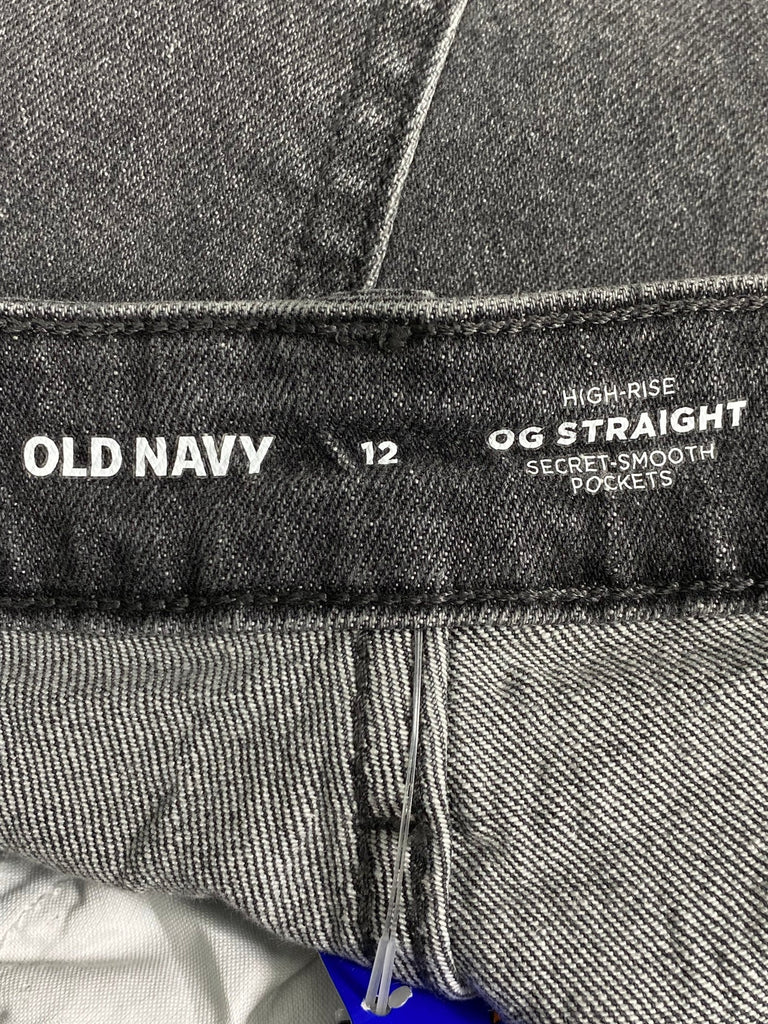 OLD NAVY
12
HIGH-RISE
OG STRAIGHT
SECRET-SMOOTH
POCKETS